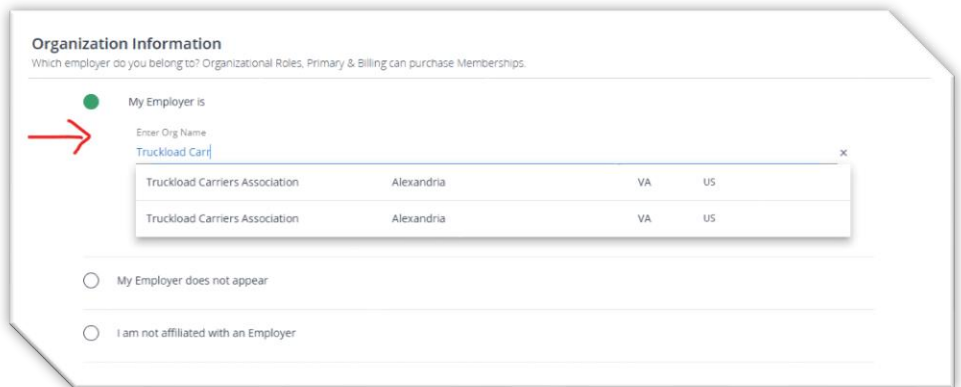 Organization Information
Which employer do you belong to? Organizational Roles, Primary & Billing can purchase Memberships.
My Employer is
Enter Org Name
Truckload Carr
×
Truckload Carriers Association Alexandria VA US
Truckload Carriers Association Alexandria VA US
My Employer does not appear
I am not affiliated with an Employer